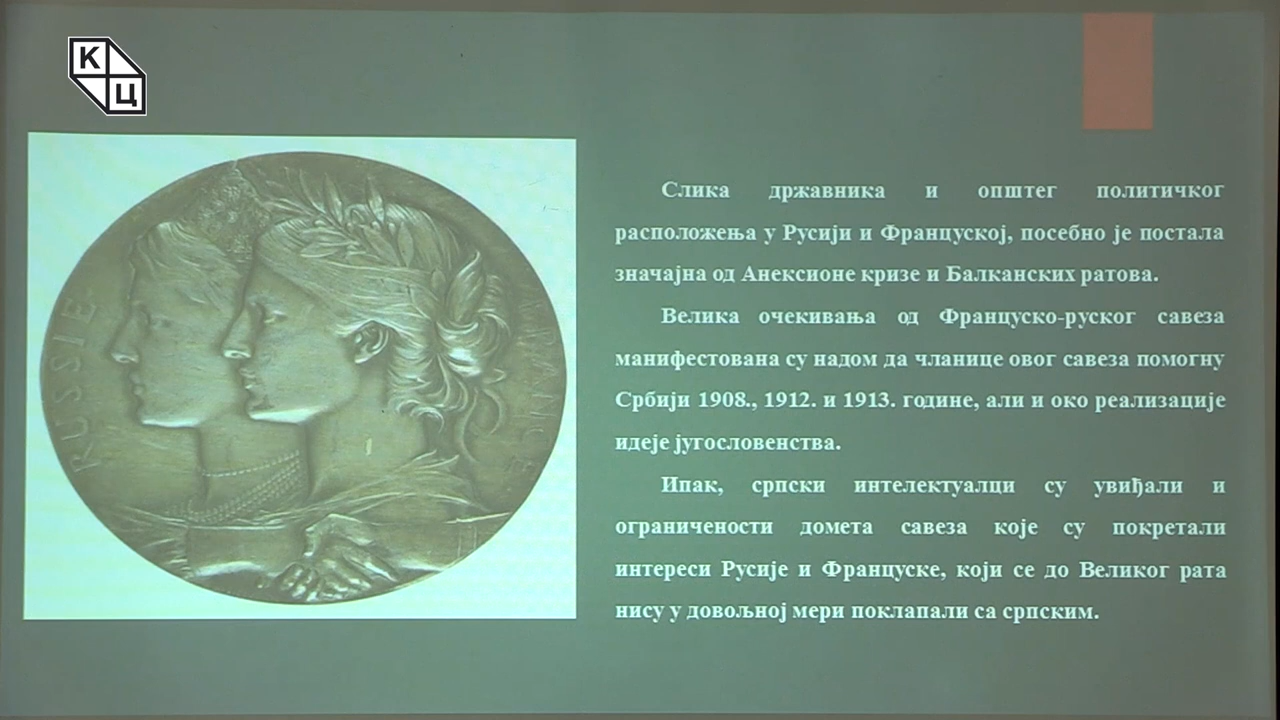 К
Ц
RUSSIE
FRANCE
Слика државника и општег политичког
расположења у Русији и Француској, посебно је постала
значајна од Анексионе кризе и Балканских ратова.
Велика очекивања од Француско-руског савеза
манифестована су надом да чланице овог савеза помогну
Србији 1908., 1912. и 1913. године, али и око реализације
идеје југословенства.
Ипак, српски интелектуалци су увиђали и
ограничености домета савеза које су покретали
интереси Русије и Француске, који се до Великог рата
нису у довољној мери поклапали са српским.